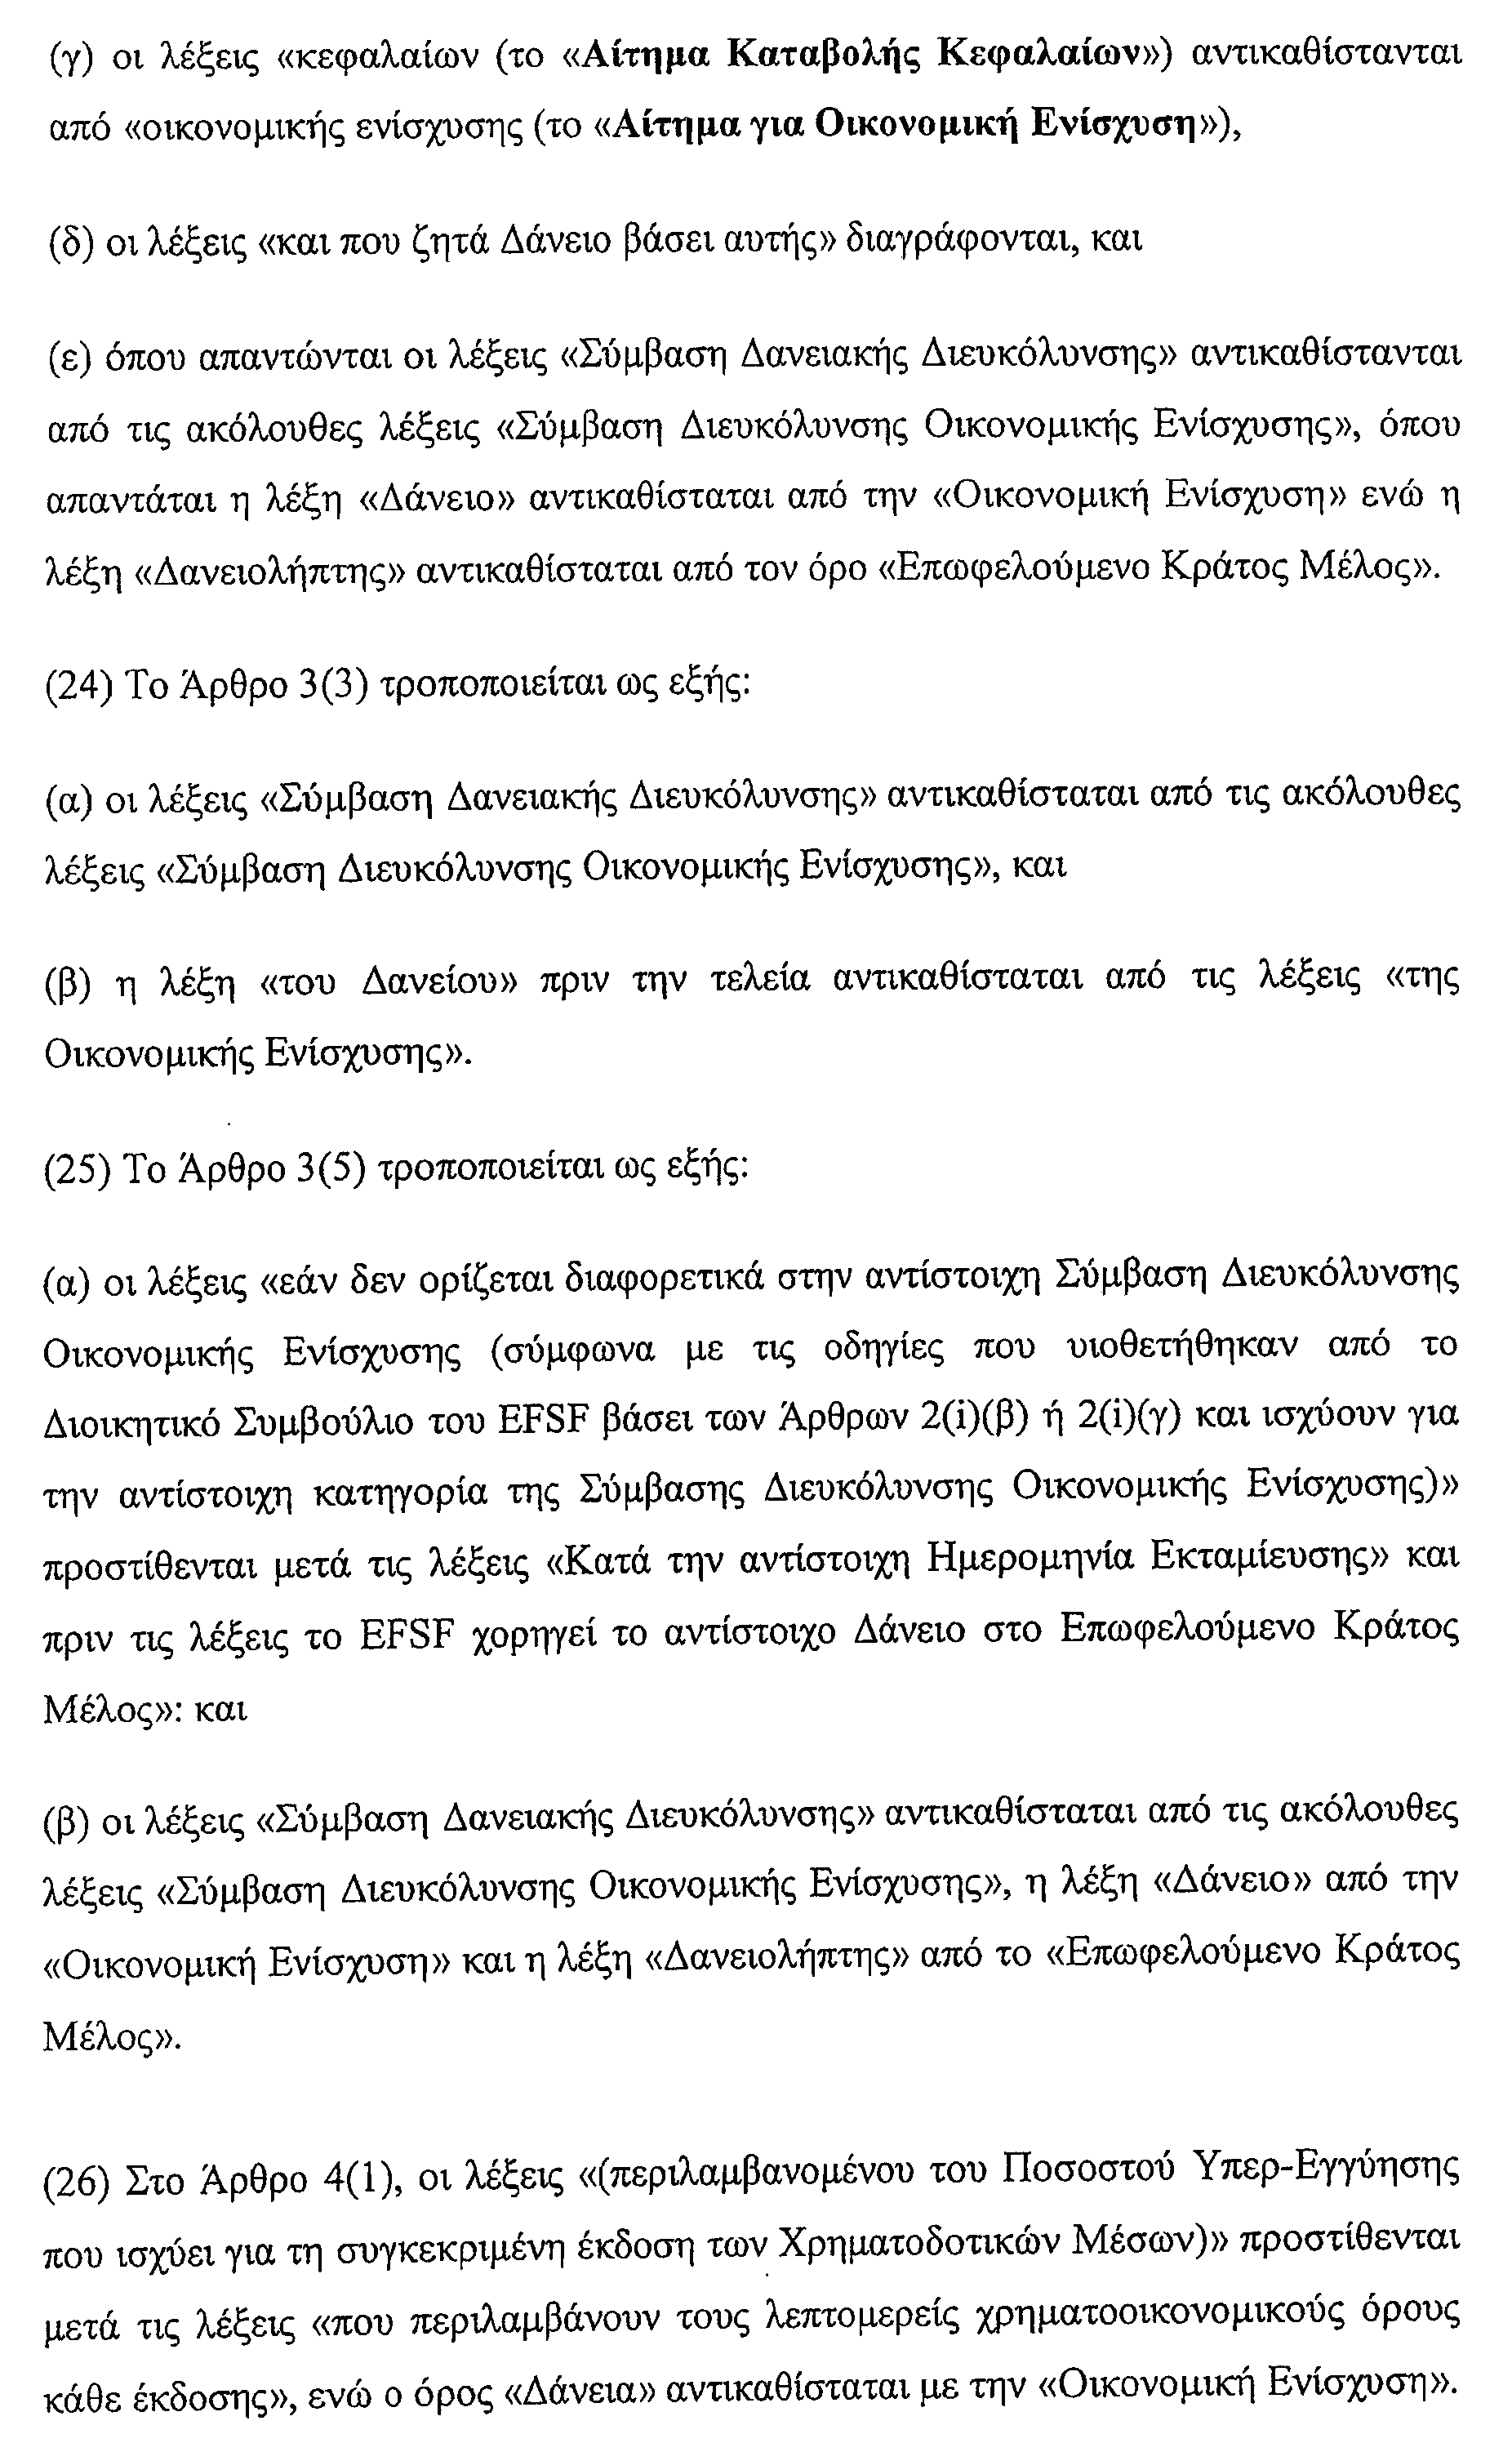 (γ) οι λέξεις «κεφαλαίων (το «Αίτημα Καταβολής Κεφαλαίων») αντικαθίστανται
από «οικονομικής ενίσχυσης (το «Αίτημα για Οικονομική Ενίσχυση»),
(δ) οι λέξεις «και που ζητά Δάνειο βάσει αυτής» διαγράφονται, και
(ε) όπου απαντώνται οι λέξεις «Σύμβαση Δανειακής Διευκόλυνσης» αντικαθίστανται
από τις ακόλουθες λέξεις «Σύμβαση Διευκόλυνσης Οικονομικής Ενίσχυσης», όπου
απαντάται η λέξη «Δάνειο» αντικαθίσταται από την «Οικονομική Ενίσχυση» ενώ η
λέξη «Δανειολήπτης» αντικαθίσταται από τον όρο «Επωφελούμενο Κράτος Μέλος».
(24) Το Άρθρο 3(3) τροποποιείται ως εξής:
(α) οι λέξεις «Σύμβαση Δανειακής Διευκόλυνσης» αντικαθίσταται από τις ακόλουθες
λέξεις «Σύμβαση Διευκόλυνσης Οικονομικής Ενίσχυσης», και
(β) η λέξη «του Δανείου» πριν την τελεία αντικαθίσταται από τις λέξεις «της
Οικονομικής Ενίσχυσης».
(25) Το Άρθρο 3(5) τροποποιείται ως εξής:
(α) οι λέξεις «εάν δεν ορίζεται διαφορετικά στην αντίστοιχη Σύμβαση Διευκόλυνσης
Οικονομικής Ενίσχυσης (σύμφωνα με τις οδηγίες που υιοθετήθηκαν από το
Διοικητικό Συμβούλιο του EFSF βάσει των Άρθρων 2(i)(β) ή 2(i)(γ) και ισχύουν για
την αντίστοιχη κατηγορία της Σύμβασης Διευκόλυνσης Οικονομικής Ενίσχυσης)»
προστίθενται μετά τις λέξεις «Κατά την αντίστοιχη Ημερομηνία Εκταμίευσης» και
πριν τις λέξεις το EFSF χορηγεί το αντίστοιχο Δάνειο στο Επωφελούμενο Κράτος
Μέλος»: και
(β) οι λέξεις «Σύμβαση Δανειακής Διευκόλυνσης» αντικαθίσταται από τις ακόλουθες
λέξεις «Σύμβαση Διευκόλυνσης Οικονομικής Ενίσχυσης», η λέξη «Δάνειο» από την
«Οικονομική Ενίσχυση» και η λέξη «Δανειολήπτης» από το «Επωφελούμενο Κράτος
Μέλος».
(26) Στο Άρθρο 4(1), οι λέξεις «(περιλαμβανομένου του Ποσοστού Υπερ-Εγγύησης
που ισχύει για τη συγκεκριμένη έκδοση των Χρηματοδοτικών Μέσων)» προστίθενται
μετά τις λέξεις «που περιλαμβάνουν τους λεπτομερείς χρηματοοικονομικούς όρους
κάθε έκδοσης», ενώ ο όρος «Δάνεια» αντικαθίσταται με την «Οικονομική Ενίσχυση».